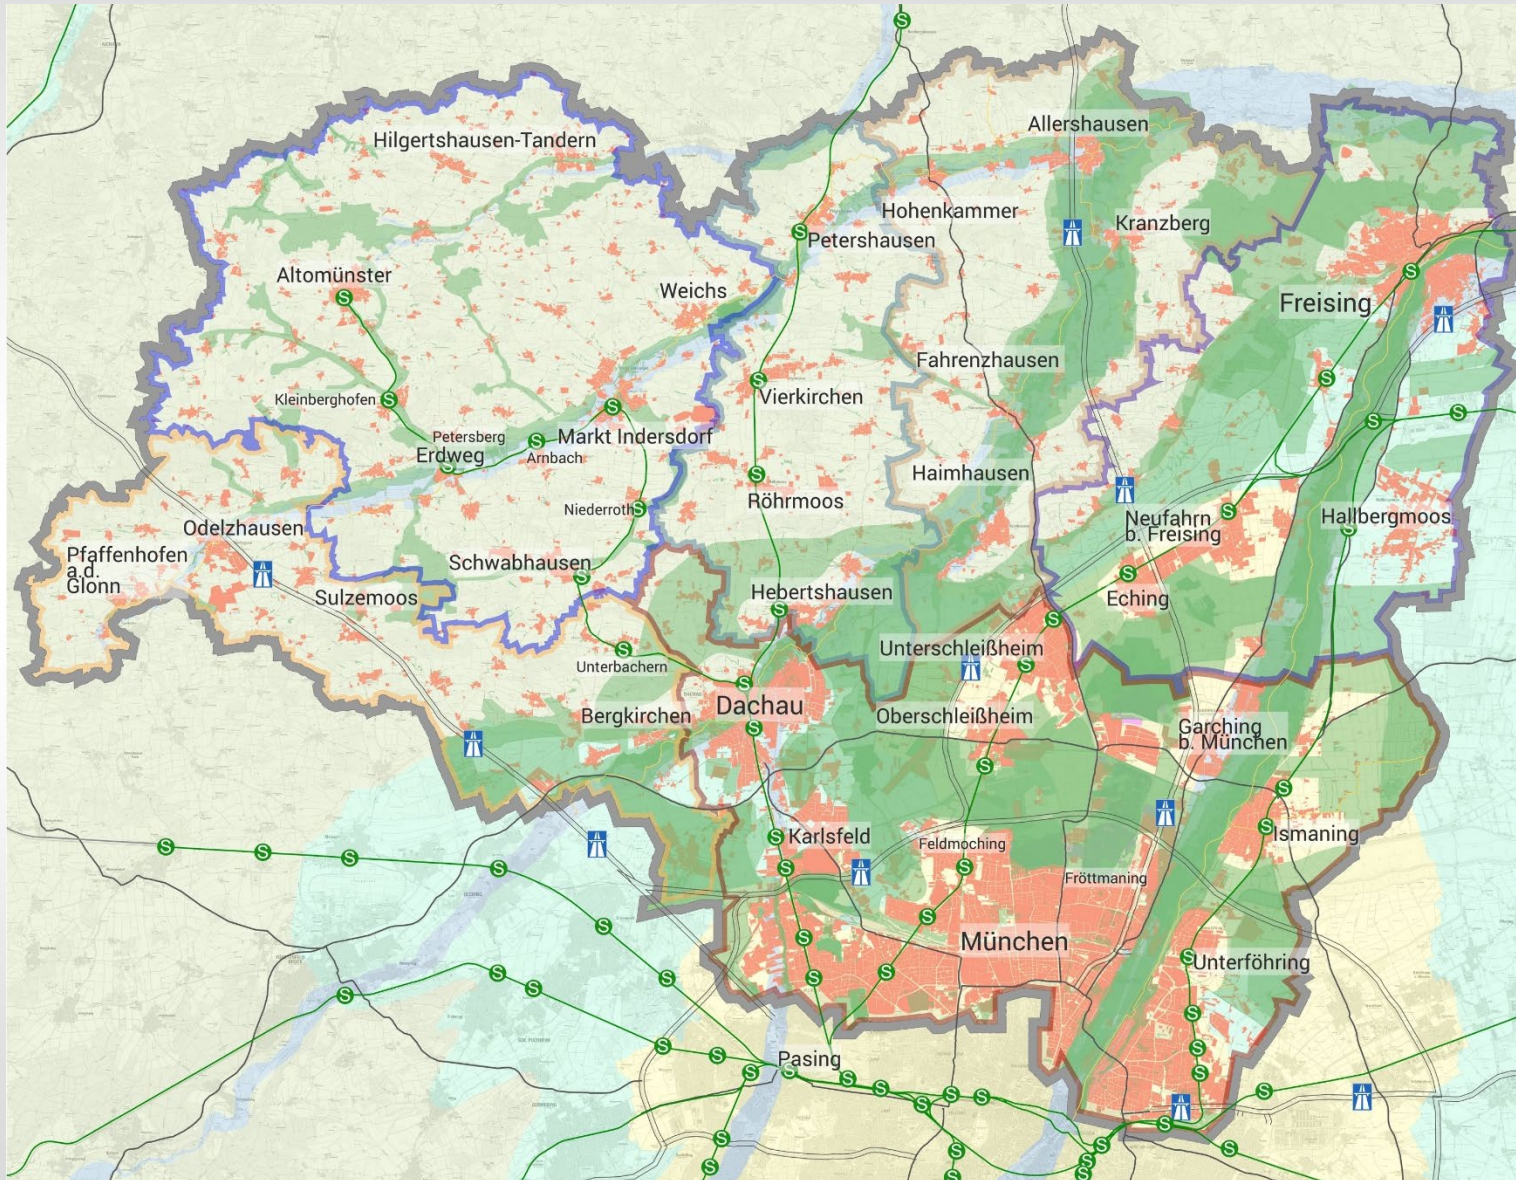 Allershausen
Hilgertshausen-Tandern
Hohenkammer
Kranzberg
Petershausen
Altomünster
Weichs
Freising
Fahrenzhausen
Kleinberghofen
Vierkirchen
Petersberg
Erdweg
Markt Indersdorf
Arnbach
Haimhausen
Röhrmoos
Niederroth
Odelzhausen
Neufahrn
b. Freising
Hallbergmoos
Pfaffenhofen
a.d.
Glonn
Schwabhausen
Sulzemoos
Hebertshausen
Eching
Unterschleißheim
Unterbachern
Dachau
Bergkirchen
Oberschleißheim
Garching
b. München
Karlsfeld
Ismaning
Feldmoching
Fröttmaning
München
Unterföhring
Pasing